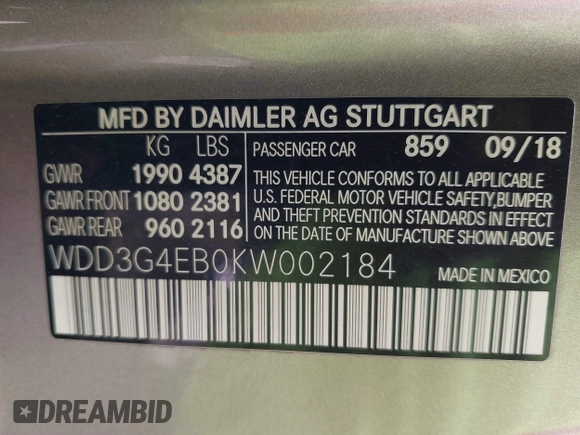 MFD BY DAIMLER AG STUTTGART
KG LBS PASSENGER CAR 859 09/18
GVWR 1990 4387
GAWR FRONT 1080 2381
GAWR REAR 960 2116
THIS VEHICLE CONFORMS TO ALL APPLICABLE
U.S. FEDERAL MOTOR VEHICLE SAFETY,BUMPER
AND THEFT PREVENTION STANDARDS IN EFFECT
ON THE DATE OF MANUFACTURE SHOWN ABOVE.
WDD3G4EB0KW002184 MADE IN MEXICO
DREAMBID